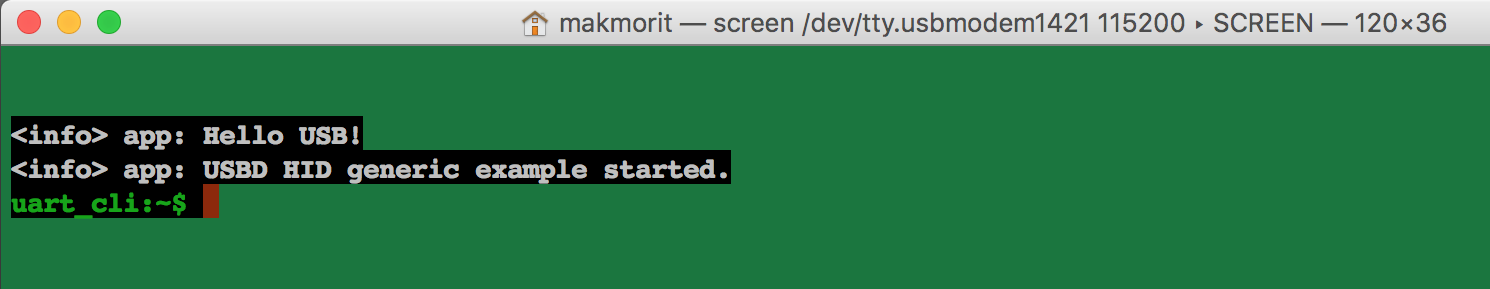 makmorit — screen /dev/tty.usbmodem1421 115200 ▸ SCREEN — 120×36
<info> app: Hello USB!
<info> app: USBD HID generic example started.
uart_cli:~$